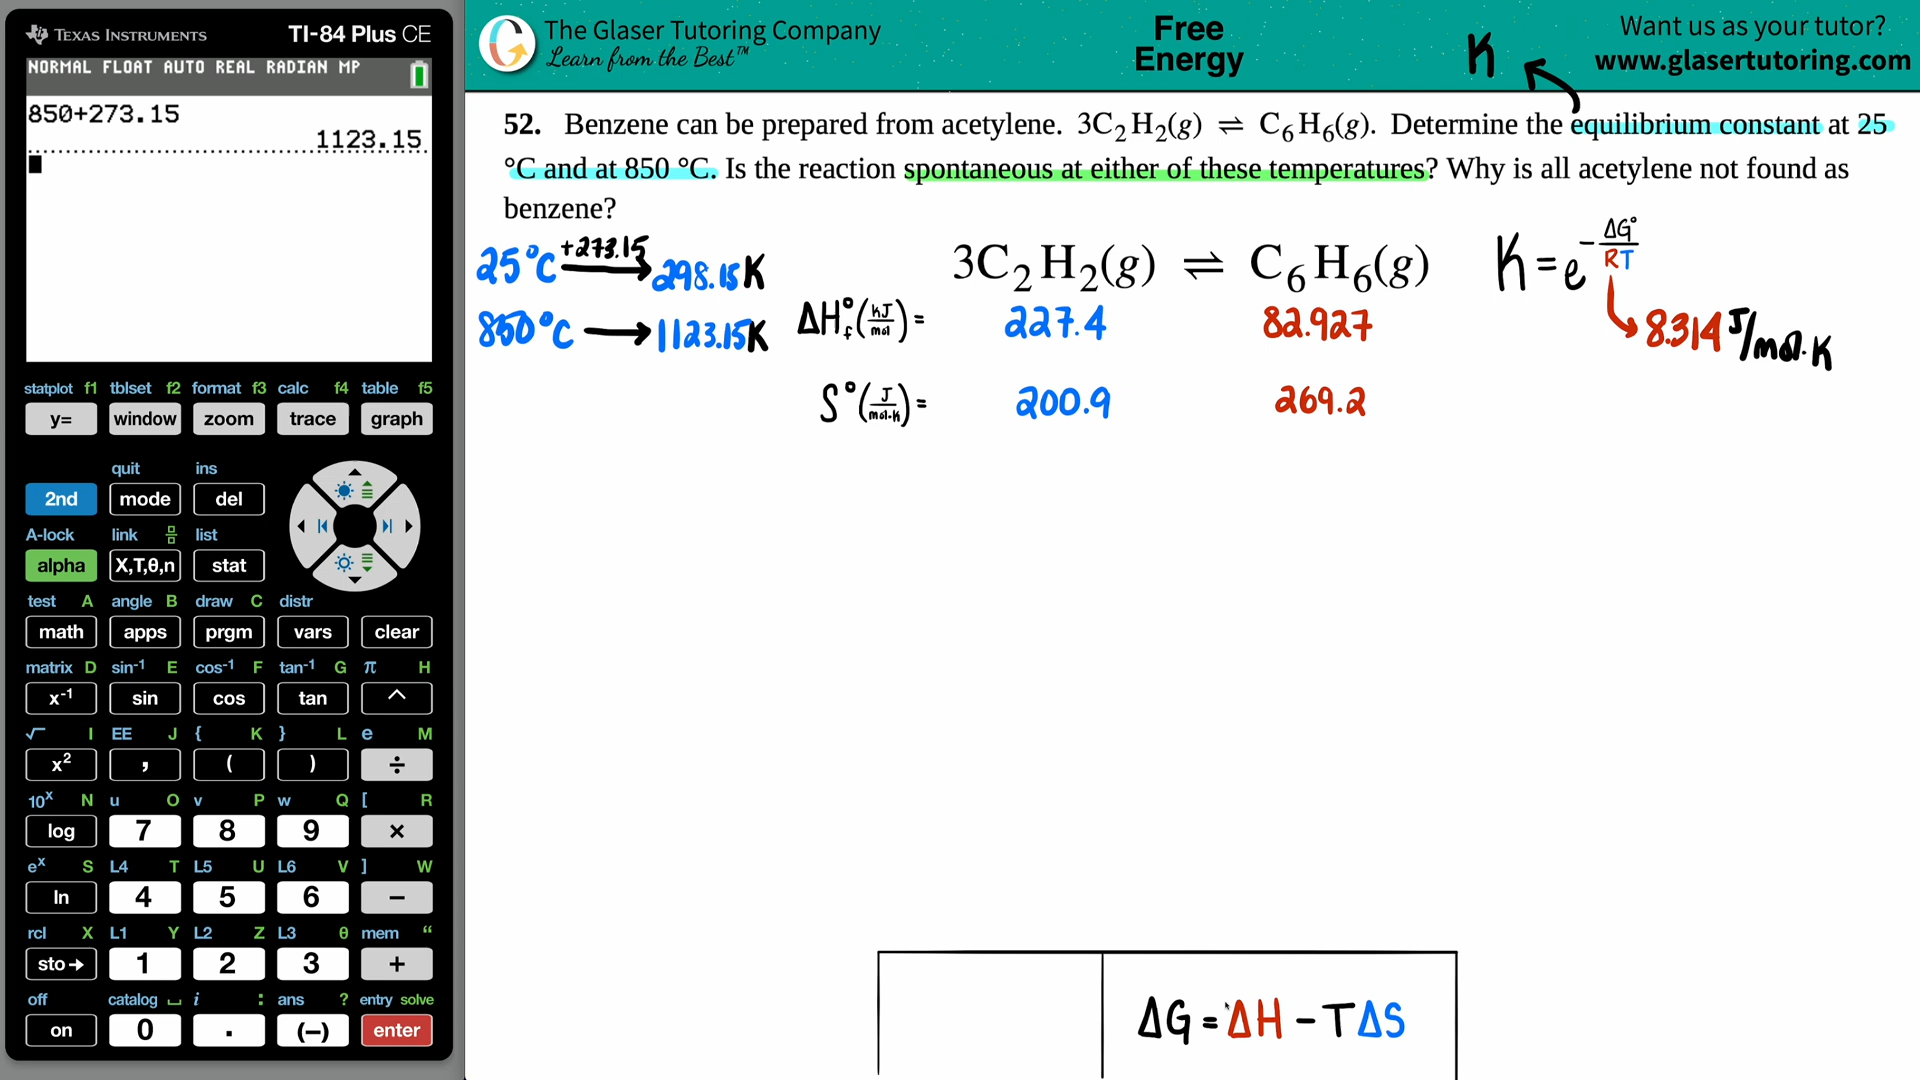 TEXAS INSTRUMENTS TI-84 Plus CE
NORMAL FLOAT AUTO REAL RADIAN MP
850+273.15
1123.15
statplot f1 tblset f2 format f3 calc f4 table f5
y= window zoom trace graph
quit ins
2nd mode del
A-lock link list
alpha X,T,θ,n stat
test A angle B draw C distr
math apps prgm vars clear
matrix D sin⁻¹ E cos⁻¹ F tan⁻¹ G π H
x⁻¹ sin cos tan ^
√ I EE J { K } L e M
x² , ( ) ÷
10ˣ N u O v P w Q [ R
log 7 8 9 ×
eˣ S L4 T L5 U L6 V ] W
ln 4 5 6 −
rcl X L1 Y L2 Z L3 θ mem “
sto→ 1 2 3 +
off catalog ⎵ i : ans ? entry solve
on 0 . (−) enter
The Glaser Tutoring Company
Learn from the Best™
Free
Energy
K
Want us as your tutor?
www.glasertutoring.com
52. Benzene can be prepared from acetylene. 3C₂H₂(g) ⇌ C₆H₆(g). Determine the equilibrium constant at 25
°C and at 850 °C. Is the reaction spontaneous at either of these temperatures? Why is all acetylene not found as
benzene?
25°C +273.15 → 298.15K
850°C → 1123.15K
3C₂H₂(g) ⇌ C₆H₆(g)
ΔH°f (kJ/mol) = 227.4 82.927
S° (J/mol·K) = 200.9 269.2
K = e^−ΔG°/RT
8.314 J/mol·K
ΔG = ΔH − TΔS